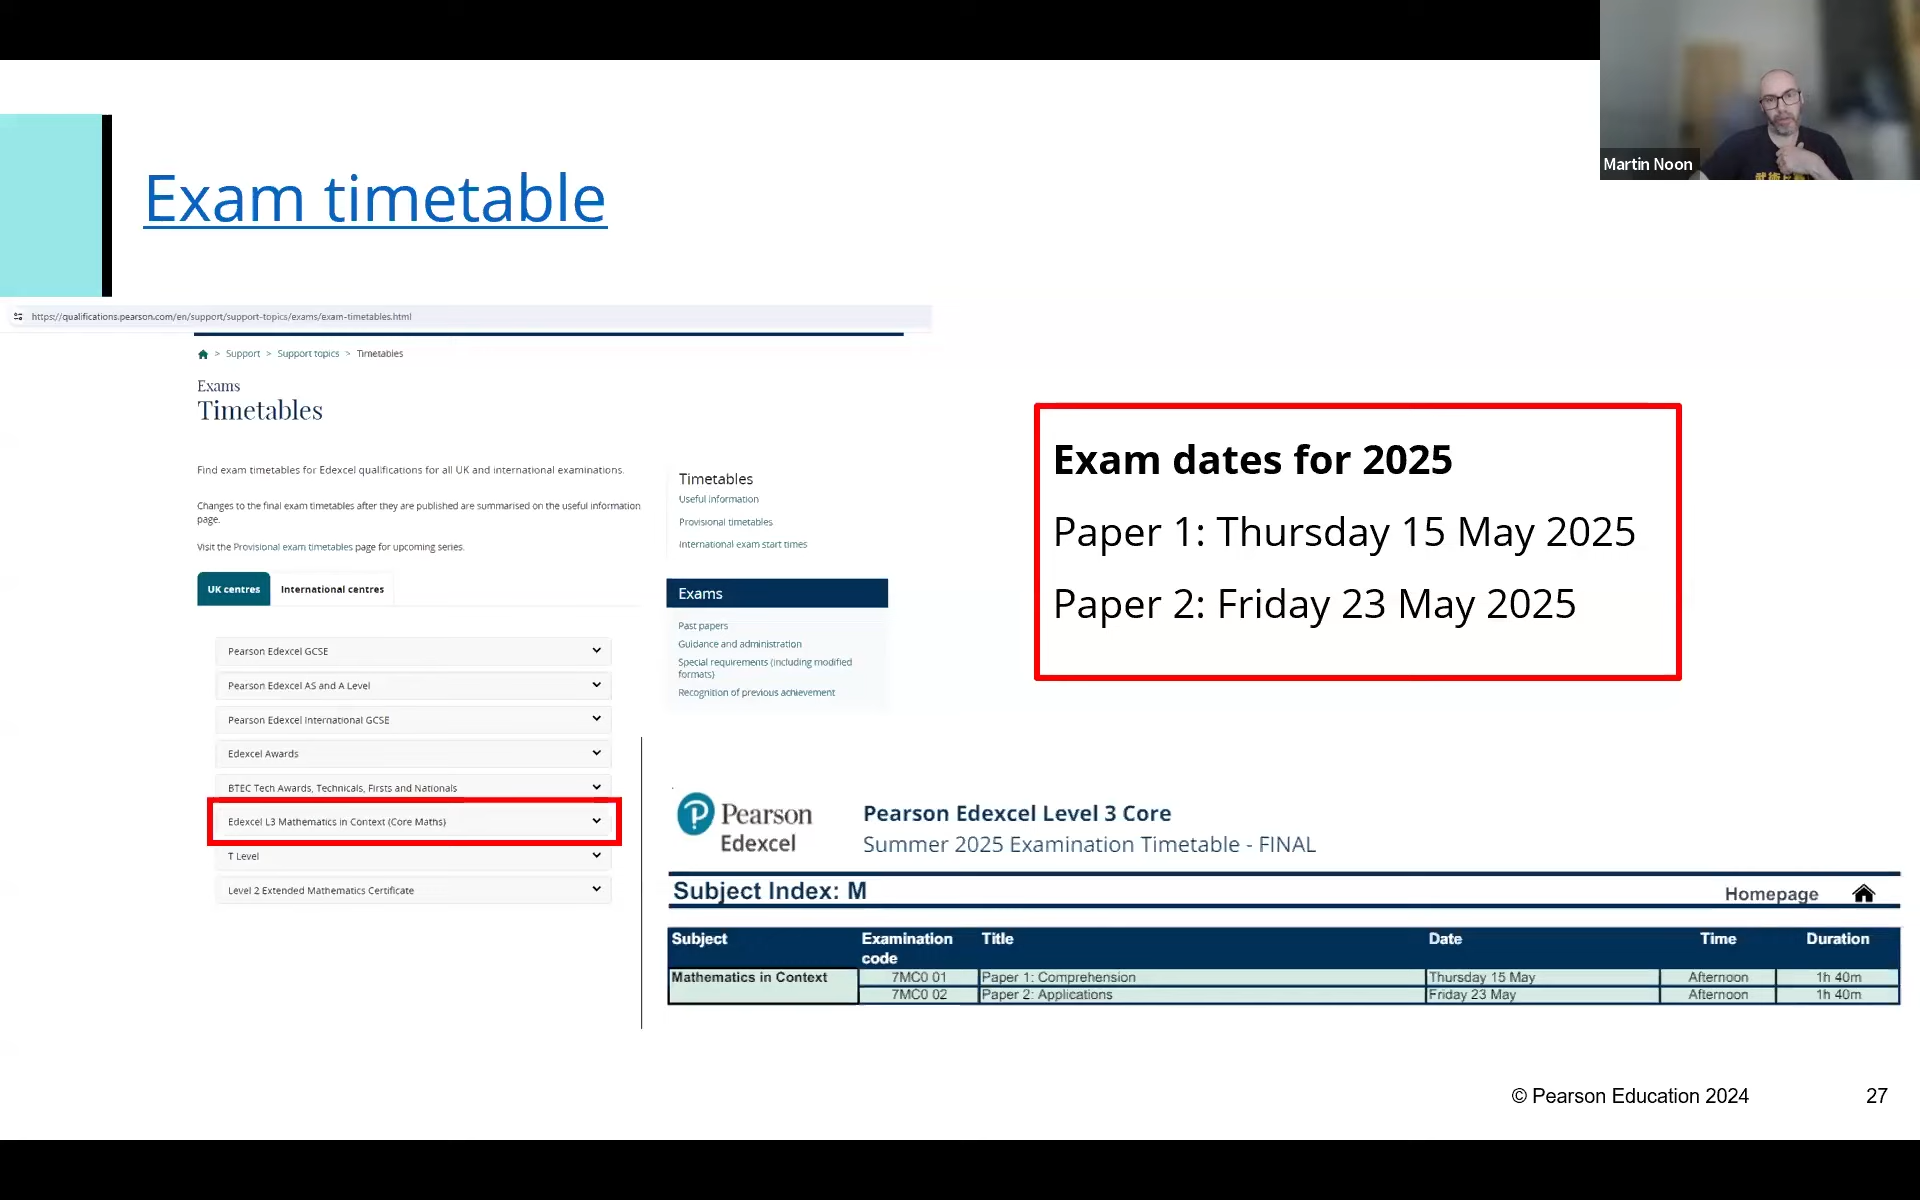 Martin Noon
Exam timetable
https://qualifications.pearson.com/en/support/support-topics/exams/exam-timetables.html
> Support > Support topics > Timetables
Exams
Timetables
Find exam timetables for Edexcel qualifications for all UK and international examinations.
Changes to the final exam timetables after they are published are summarised on the useful information
page.
Visit the Provisional exam timetables page for upcoming series.
UK centres International centres
Pearson Edexcel GCSE
Pearson Edexcel AS and A Level
Pearson Edexcel International GCSE
Edexcel Awards
BTEC Tech Awards, Technicals, Firsts and Nationals
Edexcel L3 Mathematics in Context (Core Maths)
T Level
Level 2 Extended Mathematics Certificate
Timetables
Useful information
Provisional timetables
International exam start times
Exams
Past papers
Guidance and administration
Special requirements (including modified
formats)
Recognition of previous achievement
Exam dates for 2025
Paper 1: Thursday 15 May 2025
Paper 2: Friday 23 May 2025
Pearson
Edexcel
Pearson Edexcel Level 3 Core
Summer 2025 Examination Timetable - FINAL
Subject Index: M
Homepage
Subject Examination code Title Date Time Duration
Mathematics in Context 7MC0 01 Paper 1: Comprehension Thursday 15 May Afternoon 1h 40m
7MC0 02 Paper 2: Applications Friday 23 May Afternoon 1h 40m
© Pearson Education 2024
27